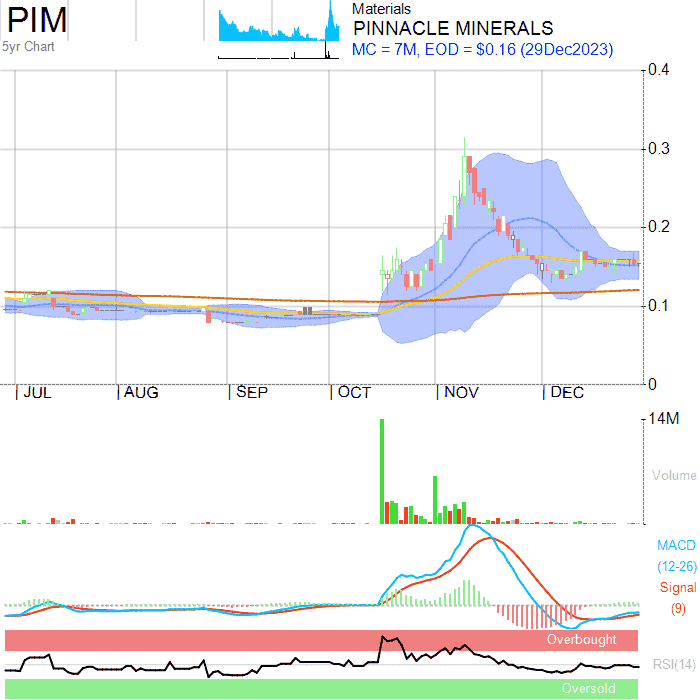 PIM
5yr Chart
Materials
PINNACLE MINERALS
MC = 7M, EOD = $0.16 (29Dec2023)
0.4
0.3
0.2
0.1
0
JUL
AUG
SEP
OCT
NOV
DEC
14M
Volume
MACD
(12-26)
Signal
(9)
Overbought
RSI(14)
Oversold